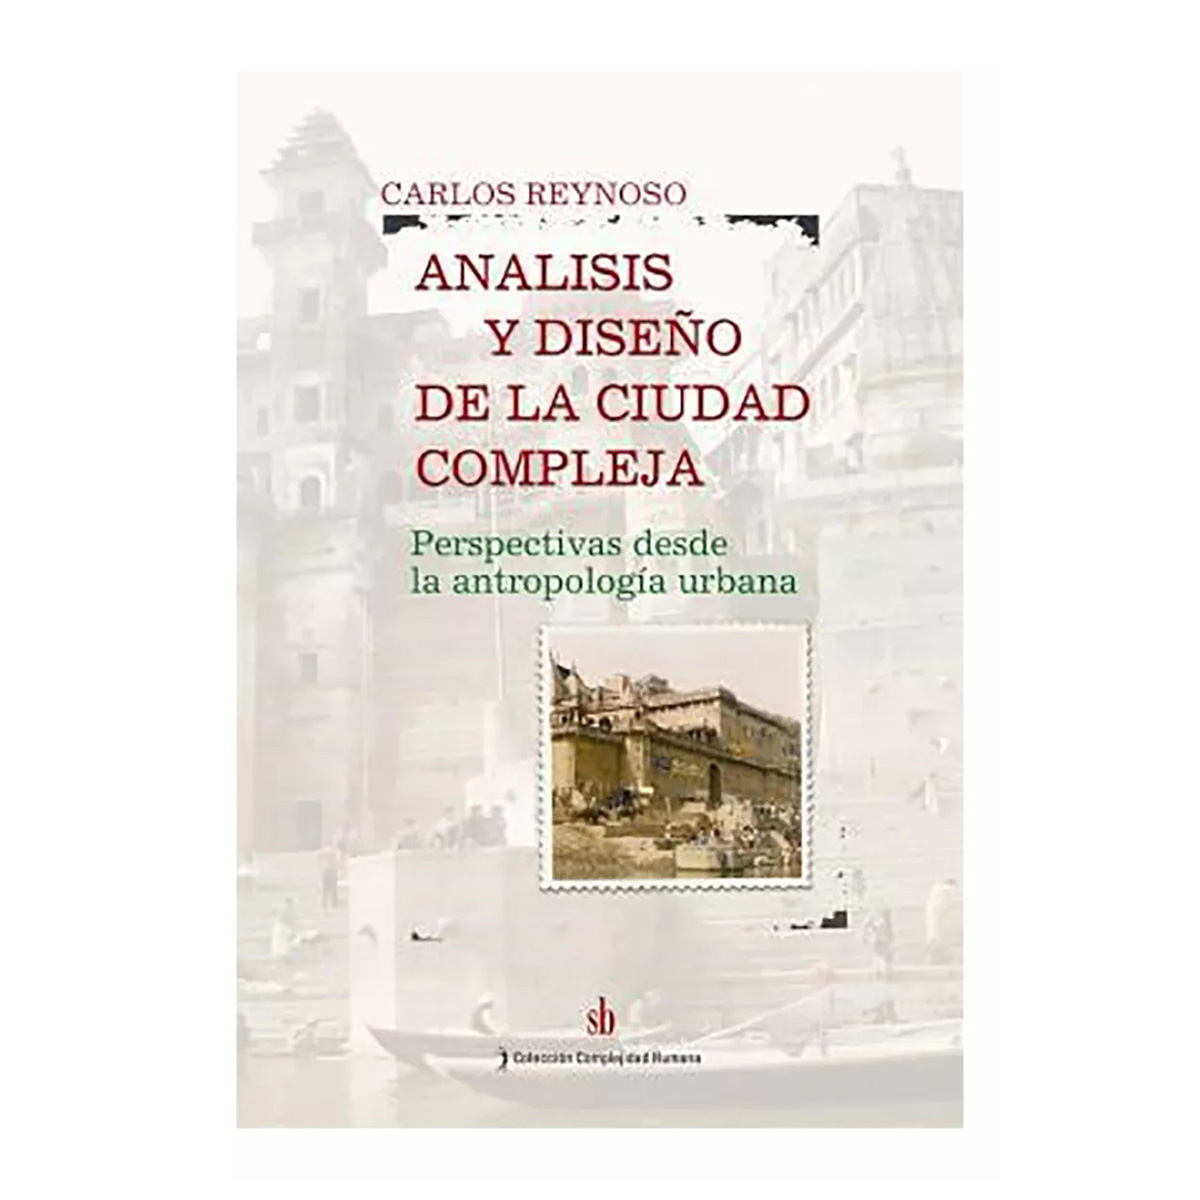 CARLOS REYNOSO
ANALISIS
Y DISEÑO
DE LA CIUDAD
COMPLEJA
Perspectivas desde
la antropología urbana
sb
Colección Complejidad Humana